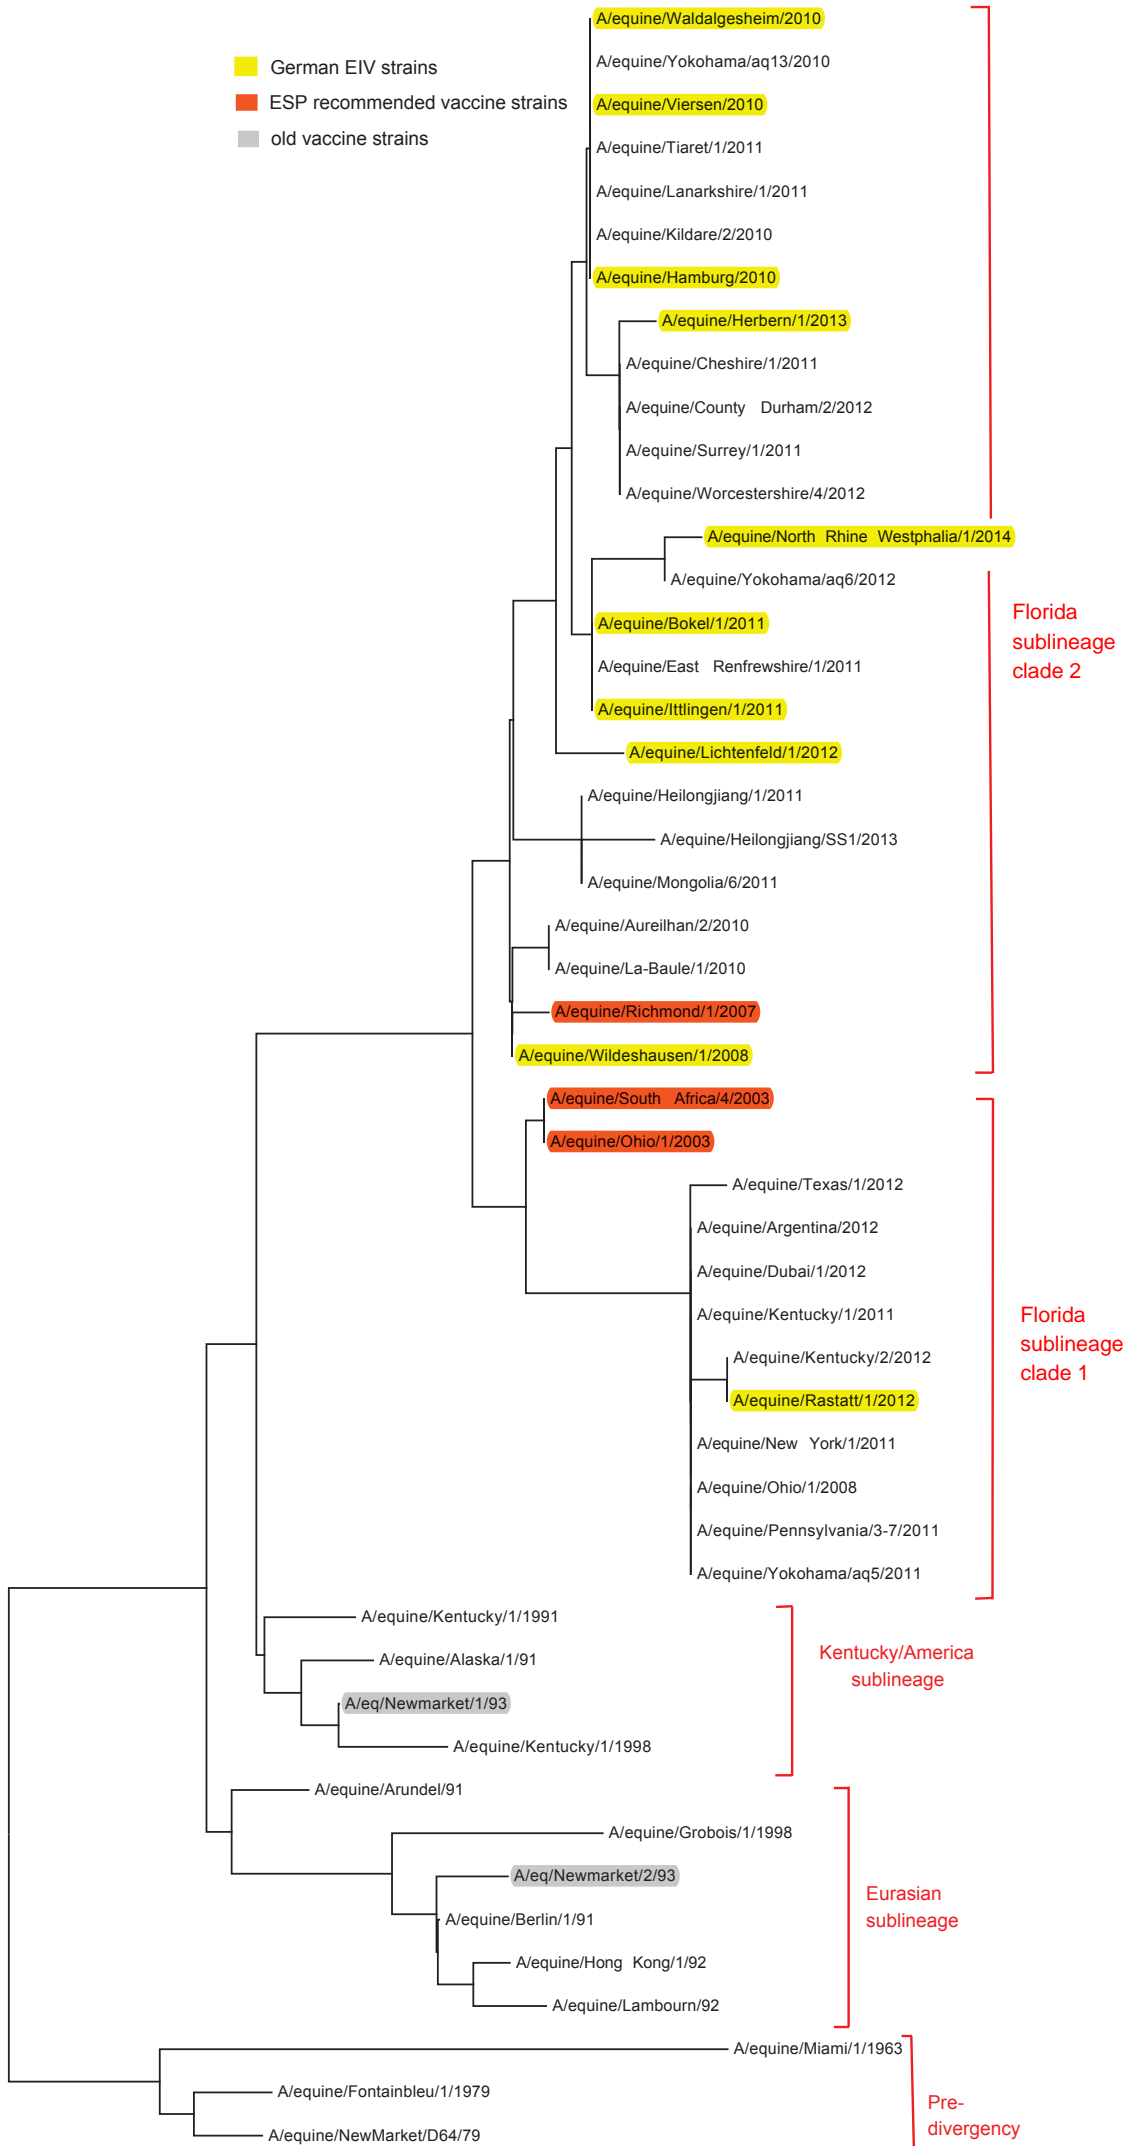 A/equine/Waldalgesheim/2010
German EIV strains
A/equine/Yokohama/aq13/2010
ESP recommended vaccine strains
A/equine/Viersen/2010
old vaccine strains
A/equine/Tiaret/1/2011
A/equine/Lanarkshire/1/2011
A/equine/Kildare/2/2010
A/equine/Hamburg/2010
A/equine/Herbern/1/2013
A/equine/Cheshire/1/2011
A/equine/County Durham/2/2012
A/equine/Surrey/1/2011
A/equine/Worcestershire/4/2012
A/equine/North Rhine Westphalia/1/2014
A/equine/Yokohama/aq6/2012
A/equine/Bokel/1/2011
A/equine/East Renfrewshire/1/2011
A/equine/Ittlingen/1/2011
A/equine/Lichtenfeld/1/2012
Florida
sublineage
clade 2
A/equine/Heilongjiang/1/2011
A/equine/Heilongjiang/SS1/2013
A/equine/Mongolia/6/2011
A/equine/Aureilhan/2/2010
A/equine/La-Baule/1/2010
A/equine/Richmond/1/2007
A/equine/Wildeshausen/1/2008
A/equine/South Africa/4/2003
A/equine/Ohio/1/2003
A/equine/Texas/1/2012
A/equine/Argentina/2012
A/equine/Dubai/1/2012
A/equine/Kentucky/1/2011
A/equine/Kentucky/2/2012
A/equine/Rastatt/1/2012
Florida
sublineage
clade 1
A/equine/New York/1/2011
A/equine/Ohio/1/2008
A/equine/Pennsylvania/3-7/2011
A/equine/Yokohama/aq5/2011
A/equine/Kentucky/1/1991
A/equine/Alaska/1/91
A/eq/Newmarket/1/93
A/equine/Kentucky/1/1998
Kentucky/America
sublineage
A/equine/Arundel/91
A/equine/Grobois/1/1998
A/eq/Newmarket/2/93
A/equine/Berlin/1/91
A/equine/Hong Kong/1/92
A/equine/Lambourn/92
Eurasian
sublineage
A/equine/Miami/1/1963
A/equine/Fontainbleu/1/1979
A/equine/NewMarket/D64/79
Pre-
divergency